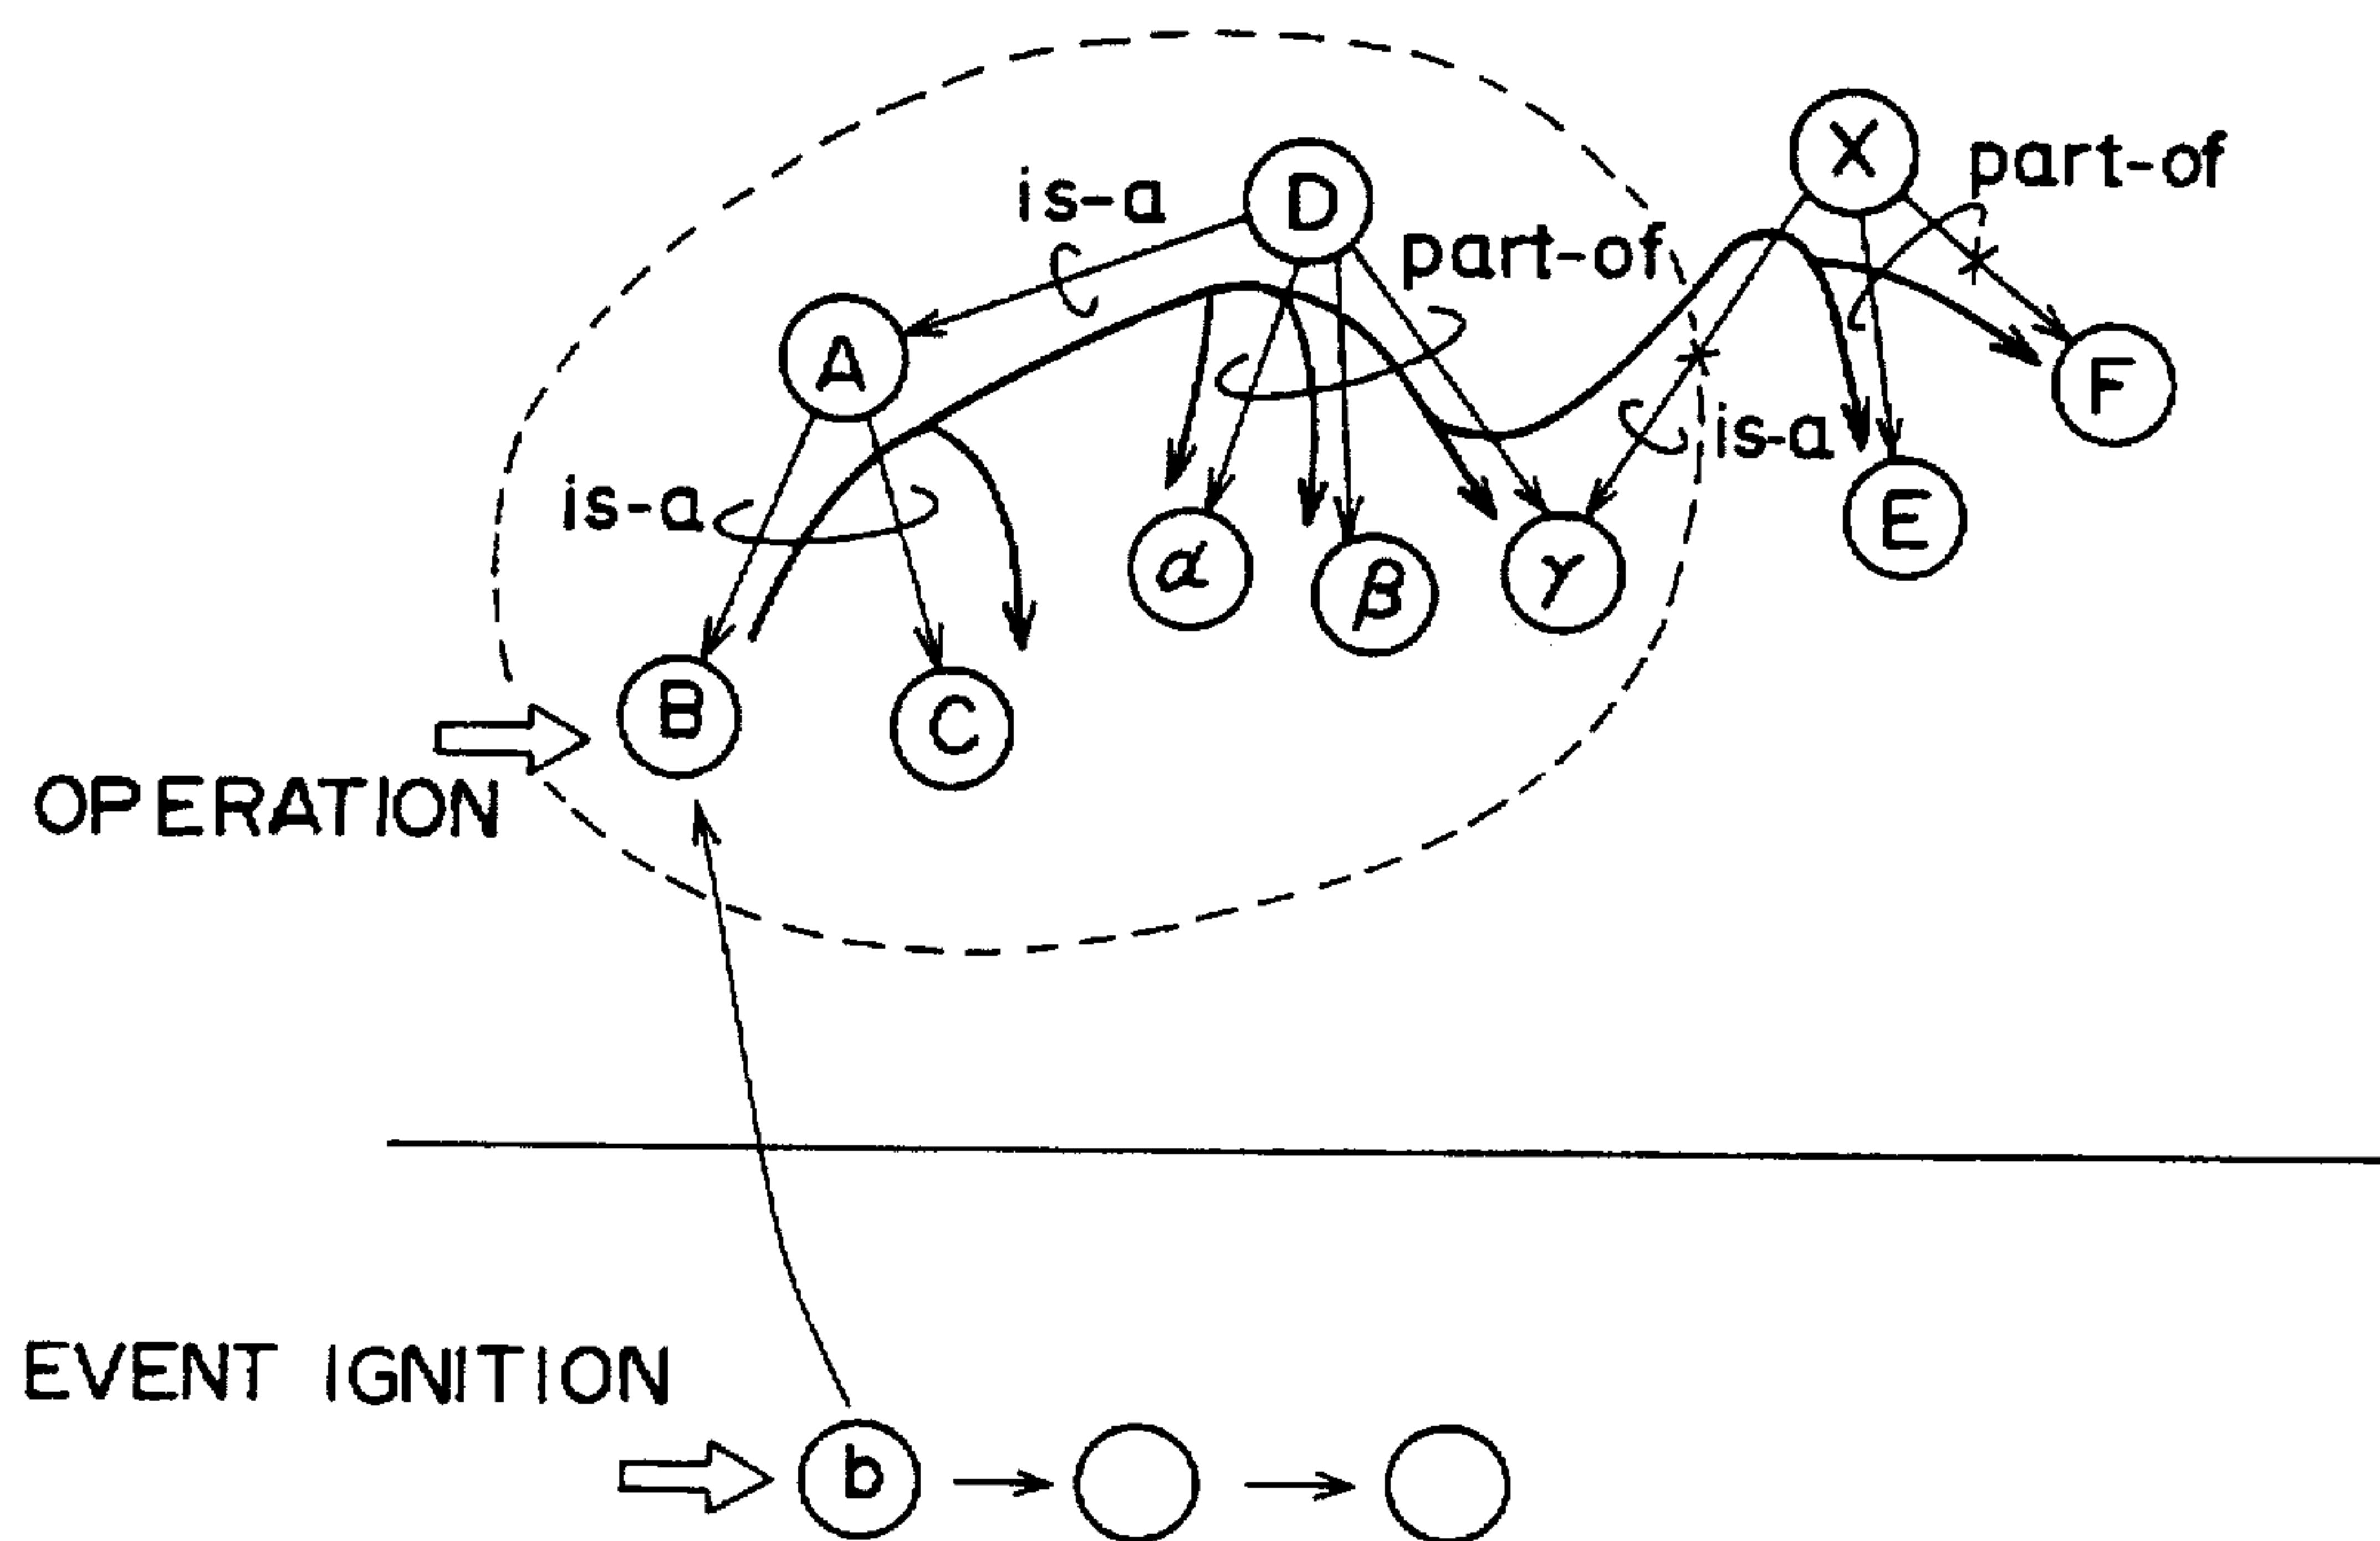 X
part-of
D
is-a
part-of
A
F
is-a
is-a
E
α
β
γ
B
C
OPERATION
EVENT IGNITION
b